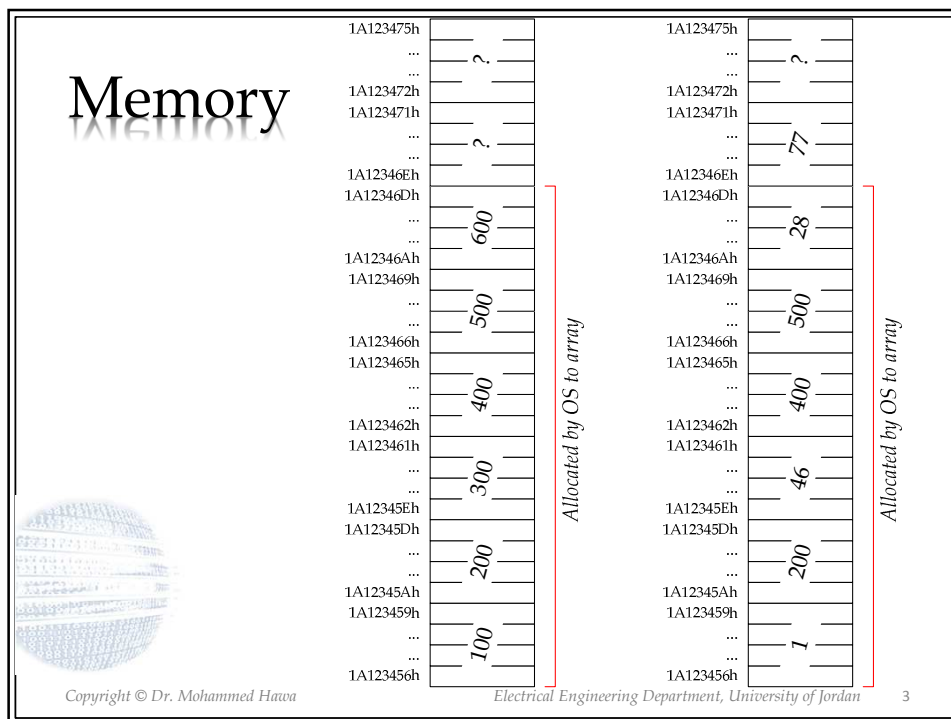 Memory
1A123475h
...
...
1A123472h
1A123471h
...
...
1A12346Eh
1A12346Dh
...
...
1A12346Ah
1A123469h
...
...
1A123466h
1A123465h
...
...
1A123462h
1A123461h
...
...
1A12345Eh
1A12345Dh
...
...
1A12345Ah
1A123459h
...
...
1A123456h
?
?
600
500
400
300
200
100
Allocated by OS to array
1A123475h
...
...
1A123472h
1A123471h
...
...
1A12346Eh
1A12346Dh
...
...
1A12346Ah
1A123469h
...
...
1A123466h
1A123465h
...
...
1A123462h
1A123461h
...
...
1A12345Eh
1A12345Dh
...
...
1A12345Ah
1A123459h
...
...
1A123456h
?
77
28
500
400
46
200
1
Allocated by OS to array
Copyright © Dr. Mohammed Hawa
Electrical Engineering Department, University of Jordan
3